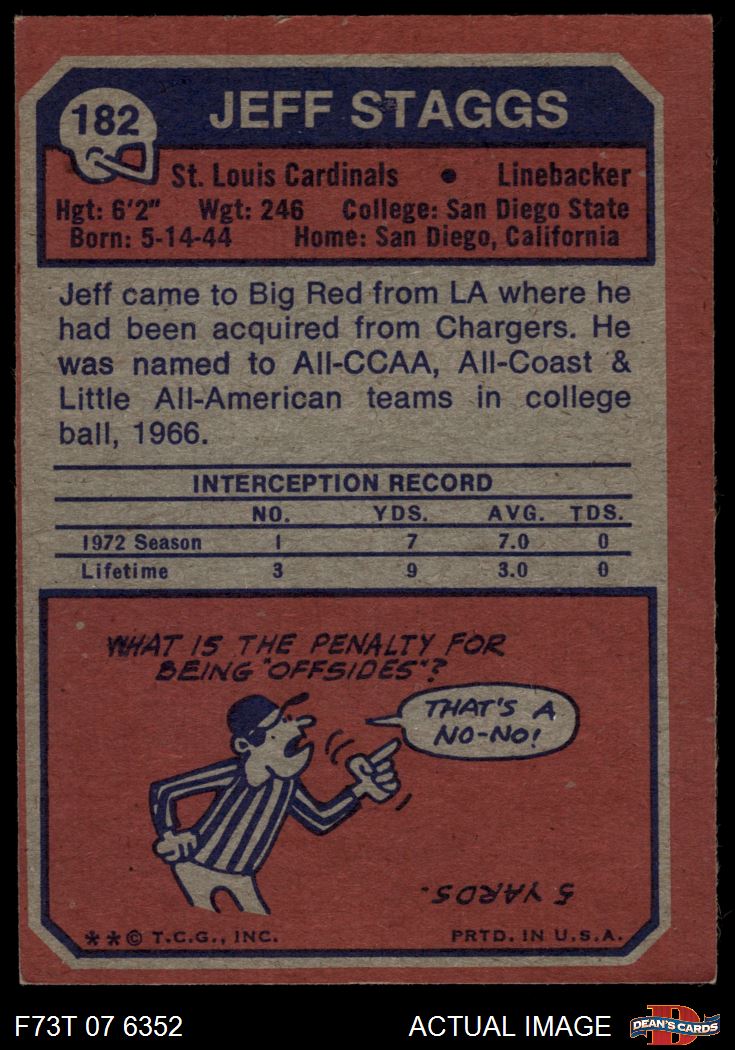 182
JEFF STAGGS
St. Louis Cardinals • Linebacker
Hgt: 6'2" Wgt: 246 College: San Diego State
Born: 5-14-44 Home: San Diego, California
Jeff came to Big Red from LA where he
had been acquired from Chargers. He
was named to All-CCAA, All-Coast &
Little All-American teams in college
ball, 1966.
INTERCEPTION RECORD
NO. YDS. AVG. TDS.
1972 Season 1 7 7.0 0
Lifetime 3 9 3.0 0
WHAT IS THE PENALTY FOR
BEING "OFFSIDES"?
THAT'S A
NO-NO!
5 YARDS.
**© T.C.G., INC. PRTD. IN U.S.A.
F73T 07 6352 ACTUAL IMAGE
D
DEAN'S CARDS